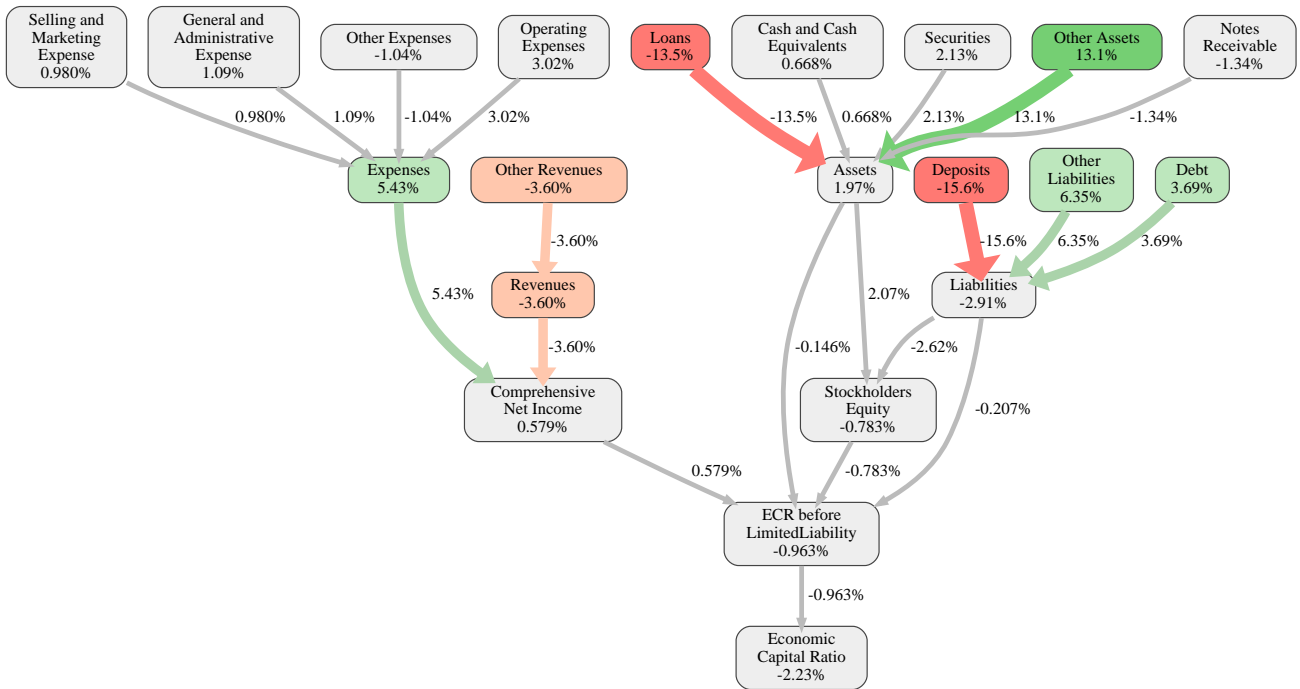 Selling and
Marketing
Expense
0.980%
General and
Administrative
Expense
1.09%
Other Expenses
-1.04%
Operating
Expenses
3.02%
Loans
-13.5%
Cash and Cash
Equivalents
0.668%
Securities
2.13%
Other Assets
13.1%
Notes
Receivable
-1.34%
0.980%
1.09%
-1.04%
3.02%
-13.5%
0.668%
2.13%
13.1%
-1.34%
Expenses
5.43%
Other Revenues
-3.60%
Assets
1.97%
Deposits
-15.6%
Other
Liabilities
6.35%
Debt
3.69%
-3.60%
-15.6%
6.35%
3.69%
Revenues
-3.60%
Liabilities
-2.91%
5.43%
2.07%
-3.60%
-0.146%
-2.62%
-0.207%
Comprehensive
Net Income
0.579%
Stockholders
Equity
-0.783%
0.579%
-0.783%
ECR before
LimitedLiability
-0.963%
-0.963%
Economic
Capital Ratio
-2.23%